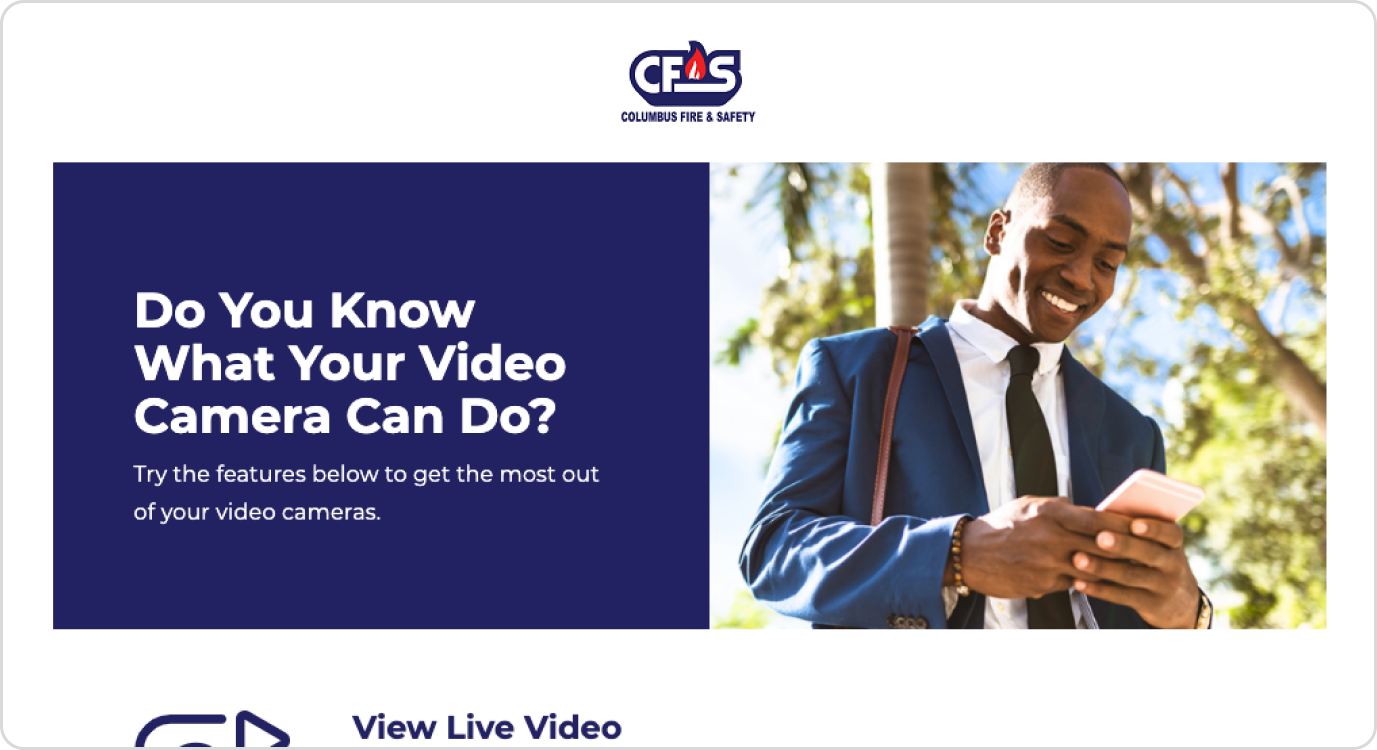 CFS
COLUMBUS FIRE & SAFETY
Do You Know
What Your Video
Camera Can Do?
Try the features below to get the most out
of your video cameras.
View Live Video